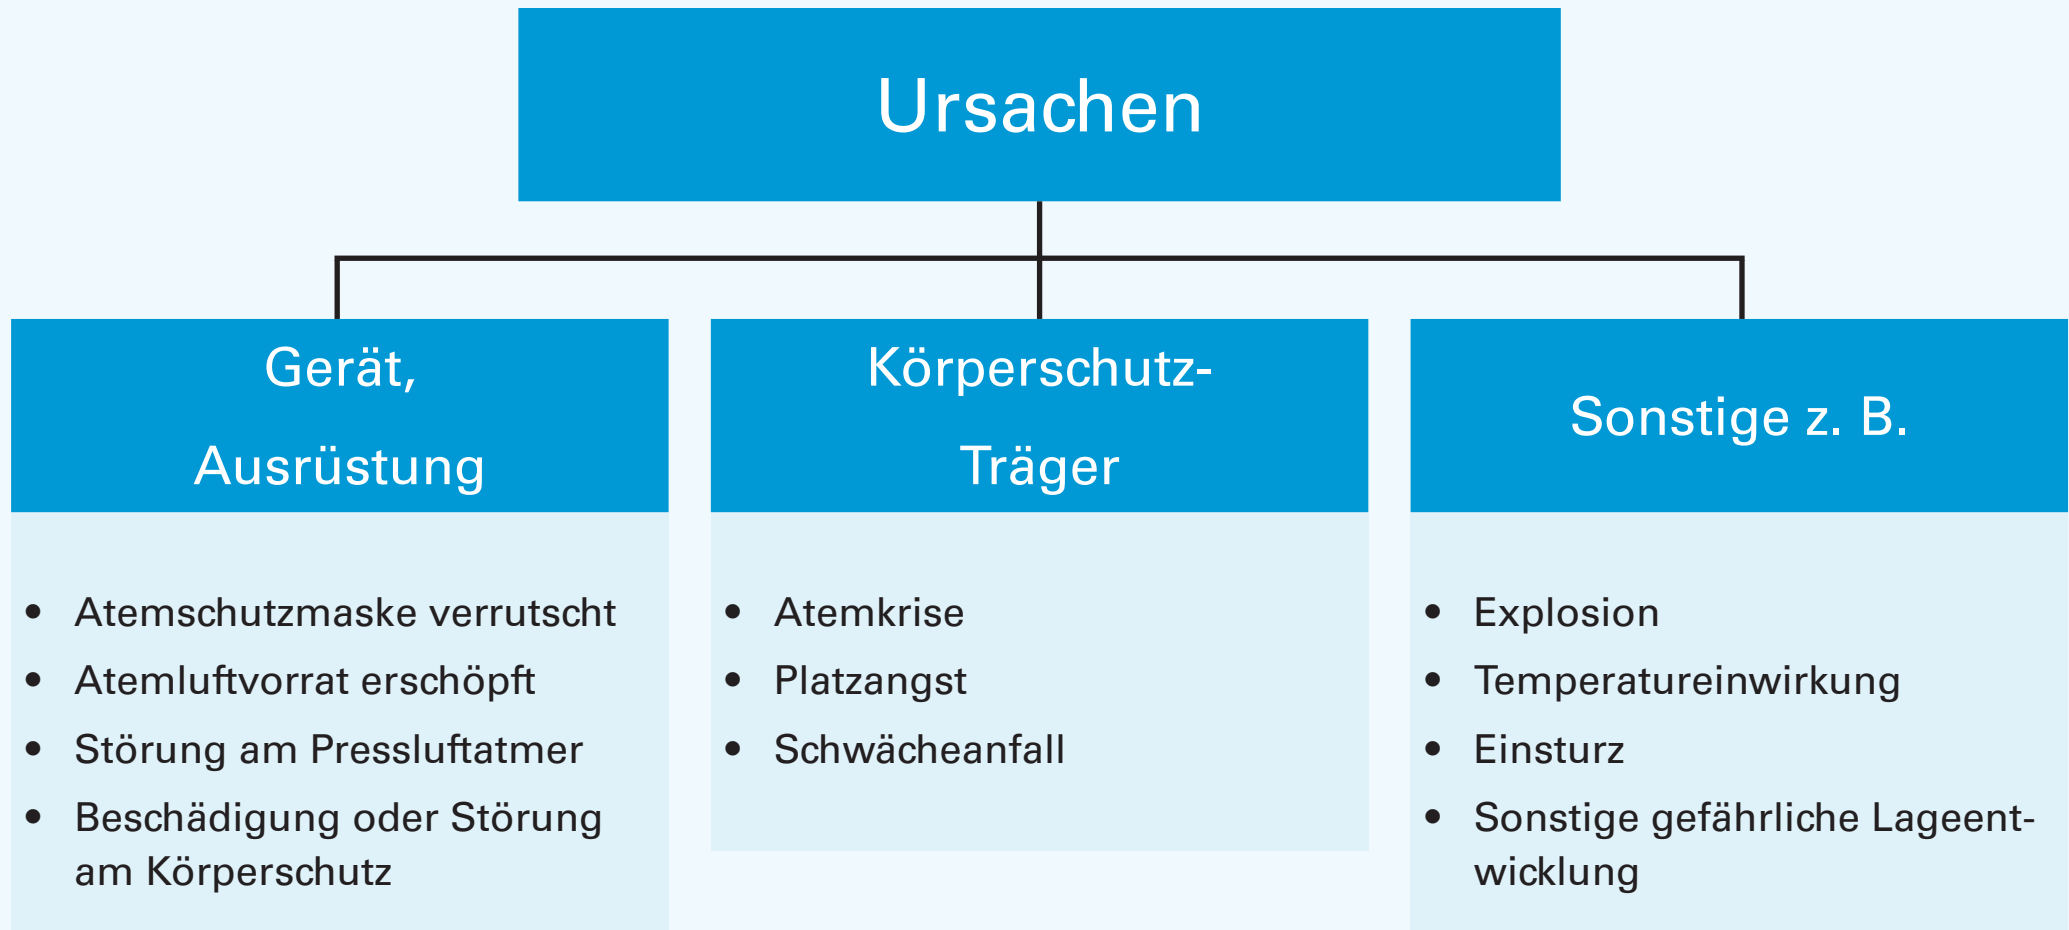 Ursachen
Gerät,
Ausrüstung
• Atemschutzmaske verrutscht
• Atemluftvorrat erschöpft
• Störung am Pressluftatmer
• Beschädigung oder Störung
am Körperschutz
Körperschutz-
Träger
• Atemkrise
• Platzangst
• Schwächeanfall
Sonstige z. B.
• Explosion
• Temperatureinwirkung
• Einsturz
• Sonstige gefährliche Lageent-
wicklung